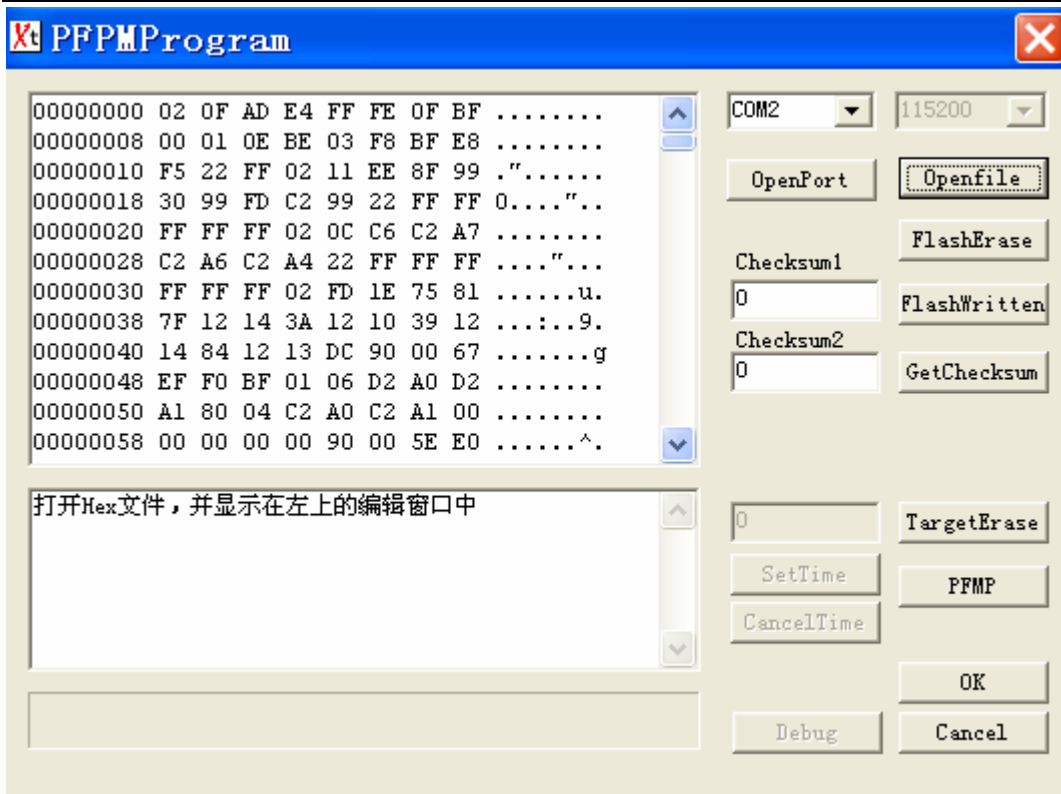 Xt PFPMProgram
00000000 02 0F AD E4 FF FE 0F BF ........
00000008 00 01 0E BE 03 F8 BF E8 ........
00000010 F5 22 FF 02 11 EE 8F 99 ."......
00000018 30 99 FD C2 99 22 FF FF 0...."..
00000020 FF FF FF 02 0C C6 C2 A7 ........
00000028 C2 A6 C2 A4 22 FF FF FF ...."...
00000030 FF FF FF 02 FD 1E 75 81 ......u.
00000038 7F 12 14 3A 12 10 39 12 ...:..9.
00000040 14 84 12 13 DC 90 00 67 .......g
00000048 EF F0 BF 01 06 D2 A0 D2 ........
00000050 A1 80 04 C2 A0 C2 A1 00 ........
00000058 00 00 00 00 90 00 5E E0 ......^.
COM2 115200
OpenPort Openfile
FlashErase
Checksum1
0 FlashWritten
Checksum2
0 GetChecksum
打开Hex文件，并显示在左上的编辑窗口中
0 TargetErase
SetTime PFMP
CancelTime
OK
Debug Cancel